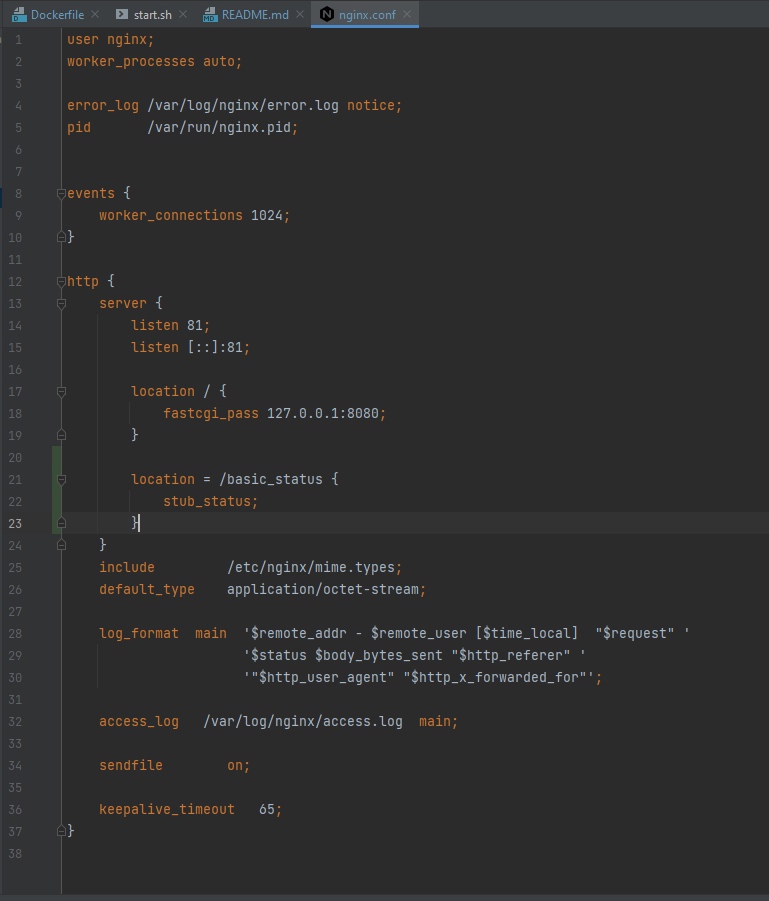 Dockerfile start.sh README.md nginx.conf
1 user nginx;
2 worker_processes auto;
3
4 error_log /var/log/nginx/error.log notice;
5 pid       /var/run/nginx.pid;
6
7
8 events {
9     worker_connections 1024;
10 }
11
12 http {
13     server {
14         listen 81;
15         listen [::]:81;
16
17         location / {
18             fastcgi_pass 127.0.0.1:8080;
19         }
20
21         location = /basic_status {
22             stub_status;
23         }
24     }
25     include         /etc/nginx/mime.types;
26     default_type    application/octet-stream;
27
28     log_format  main  '$remote_addr - $remote_user [$time_local]  "$request" '
29                       '$status $body_bytes_sent "$http_referer" '
30                       '"$http_user_agent" "$http_x_forwarded_for"';
31
32     access_log   /var/log/nginx/access.log  main;
33
34     sendfile        on;
35
36     keepalive_timeout   65;
37 }
38